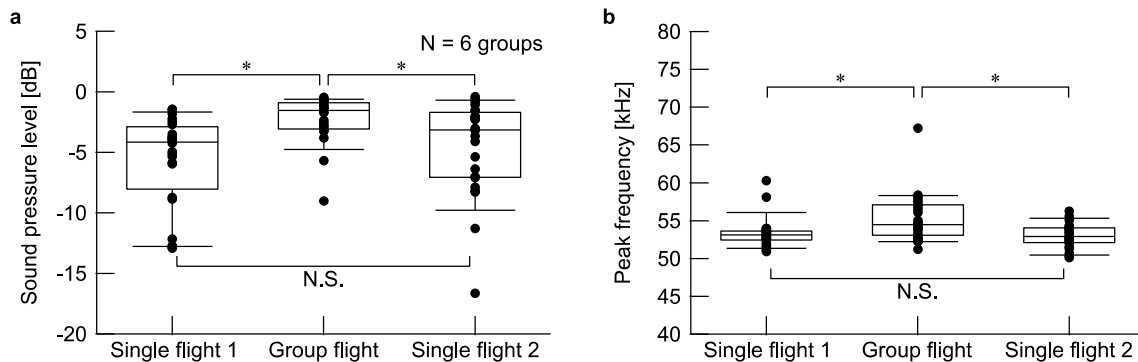 a
Sound pressure level [dB]
5
0
-5
-10
-15
-20
N = 6 groups
*
*
N.S.
Single flight 1 Group flight Single flight 2
b
Peak frequency [kHz]
80
75
70
65
60
55
50
45
40
*
*
N.S.
Single flight 1 Group flight Single flight 2